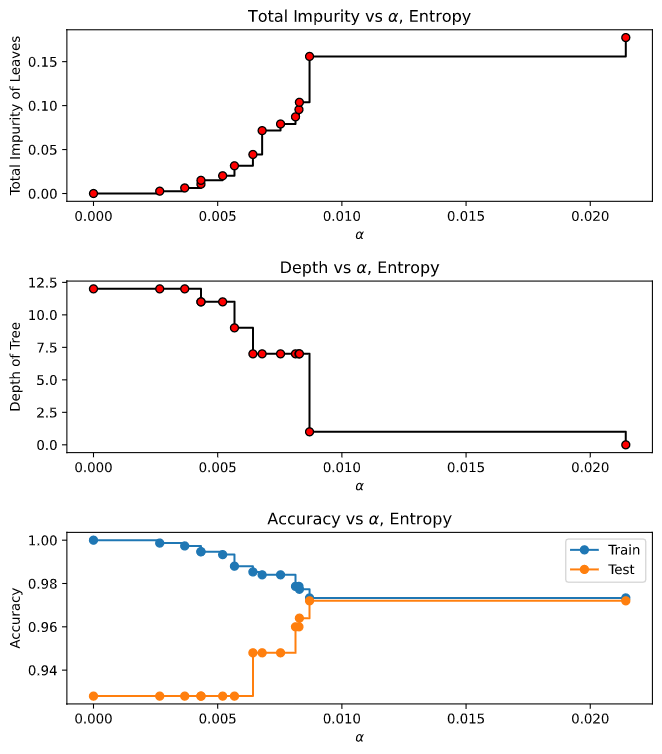 Total Impurity vs α, Entropy
Total Impurity of Leaves
0.15
0.10
0.05
0.00
0.000 0.005 0.010 0.015 0.020
α
Depth vs α, Entropy
Depth of Tree
12.5
10.0
7.5
5.0
2.5
0.0
0.000 0.005 0.010 0.015 0.020
α
Accuracy vs α, Entropy
Accuracy
1.00
0.98
0.96
0.94
Train
Test
0.000 0.005 0.010 0.015 0.020
α